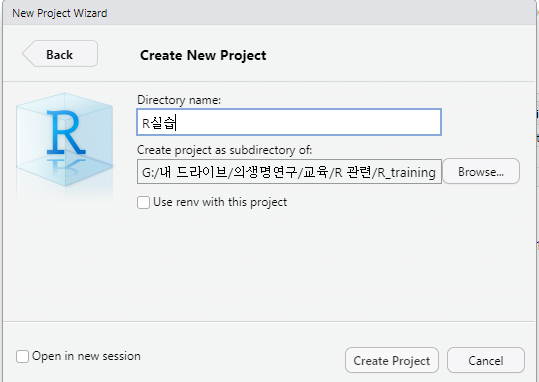 New Project Wizard
Back
Create New Project
R
Directory name:
R실습
Create project as subdirectory of:
G:/내 드라이브/의생명연구/교육/R 관련/R_training
Browse...
Use renv with this project
Open in new session
Create Project
Cancel